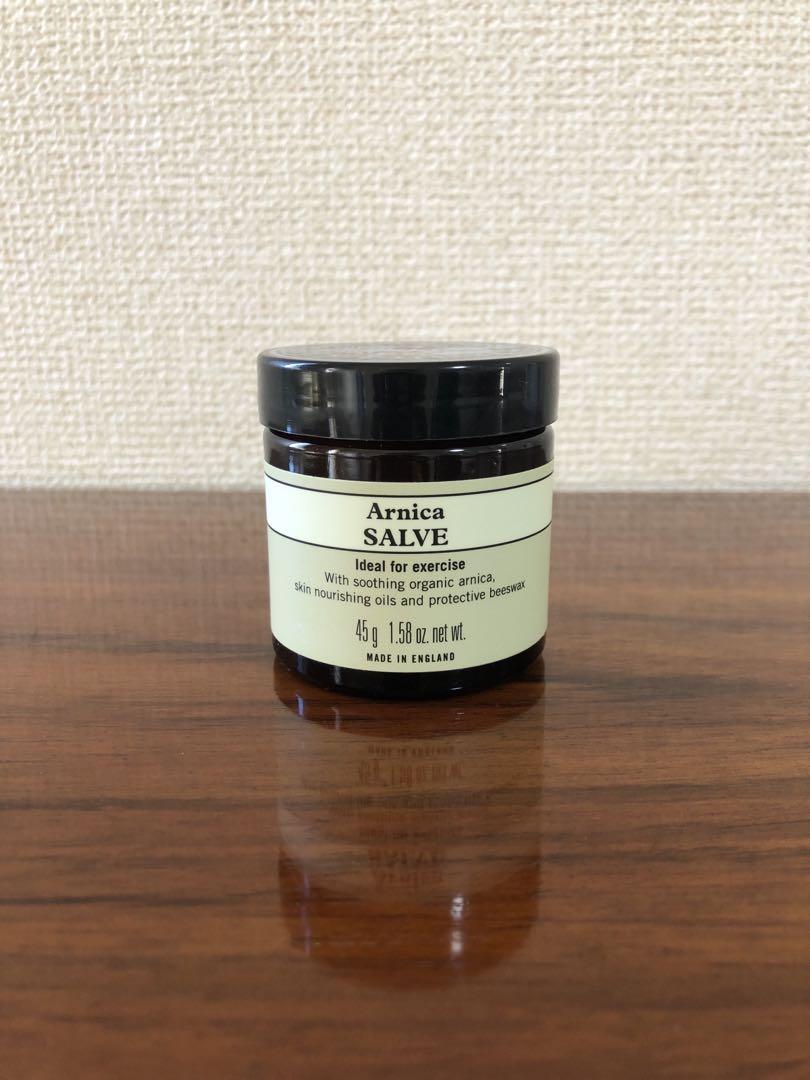 Arnica
SALVE
Ideal for exercise
With soothing organic arnica,
skin nourishing oils and protective beeswax
45 g 1.58 oz. net wt.
MADE IN ENGLAND